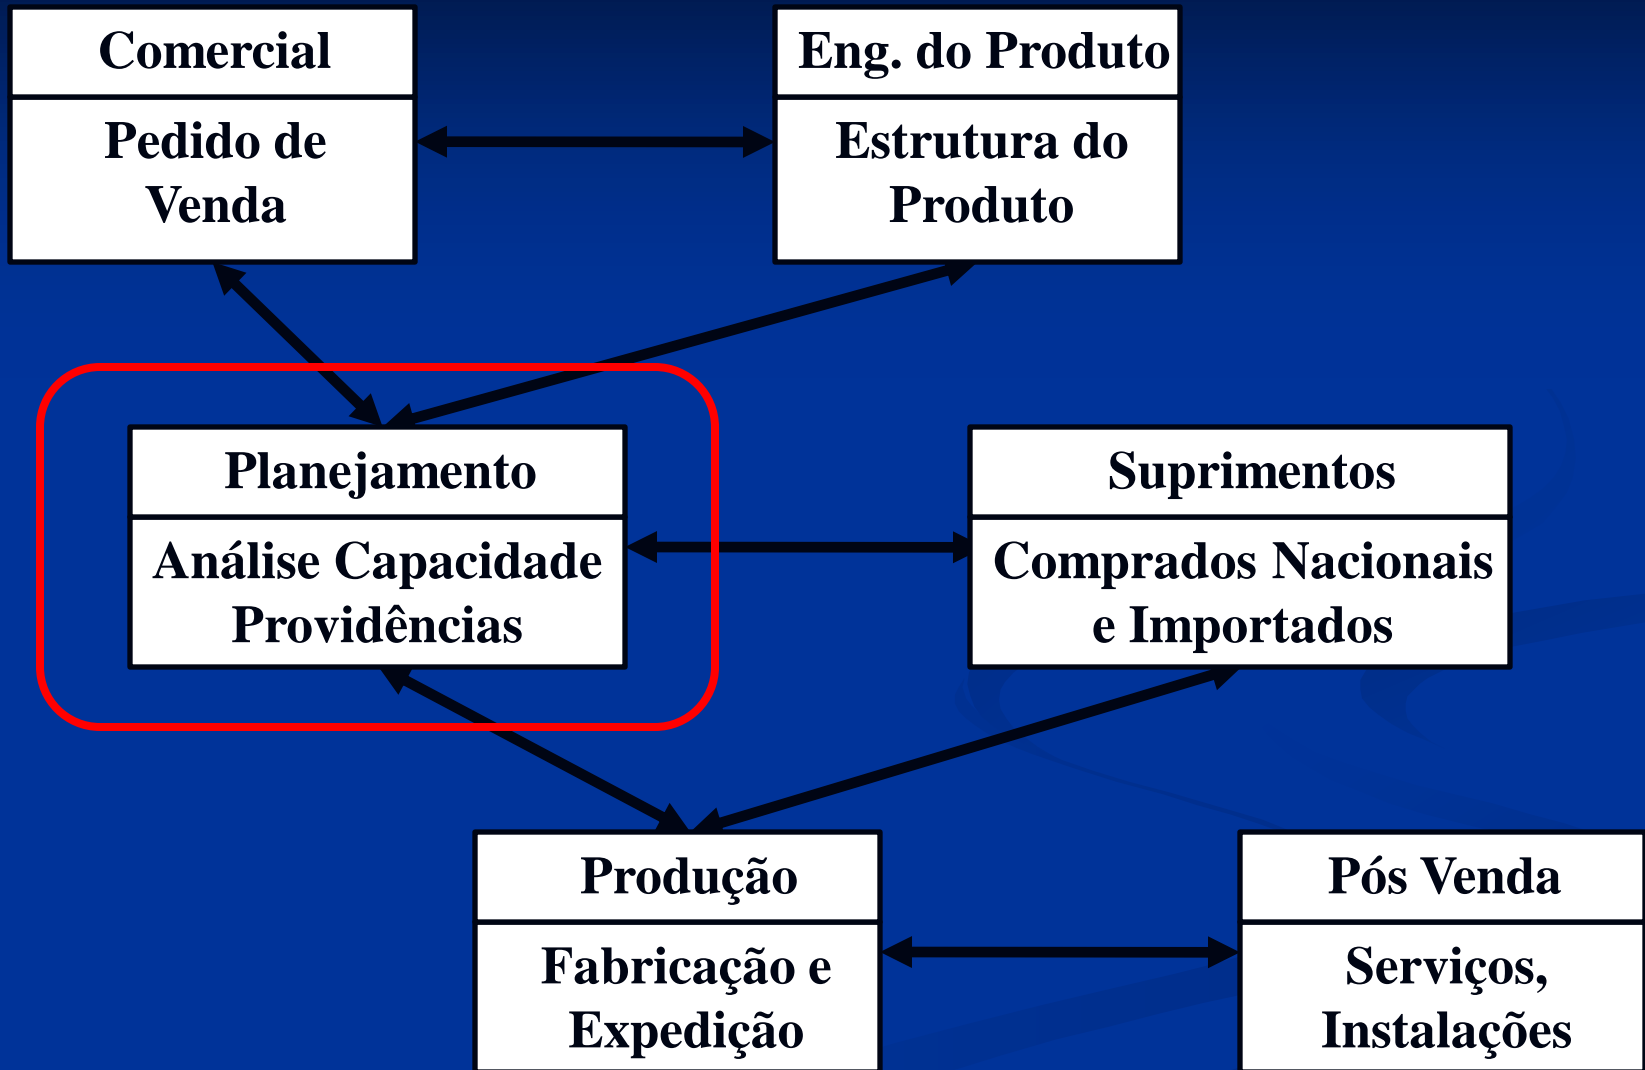 Comercial
Pedido de
Venda
Eng. do Produto
Estrutura do
Produto
Planejamento
Análise Capacidade
Providências
Suprimentos
Comprados Nacionais
e Importados
Produção
Fabricação e
Expedição
Pós Venda
Serviços,
Instalações